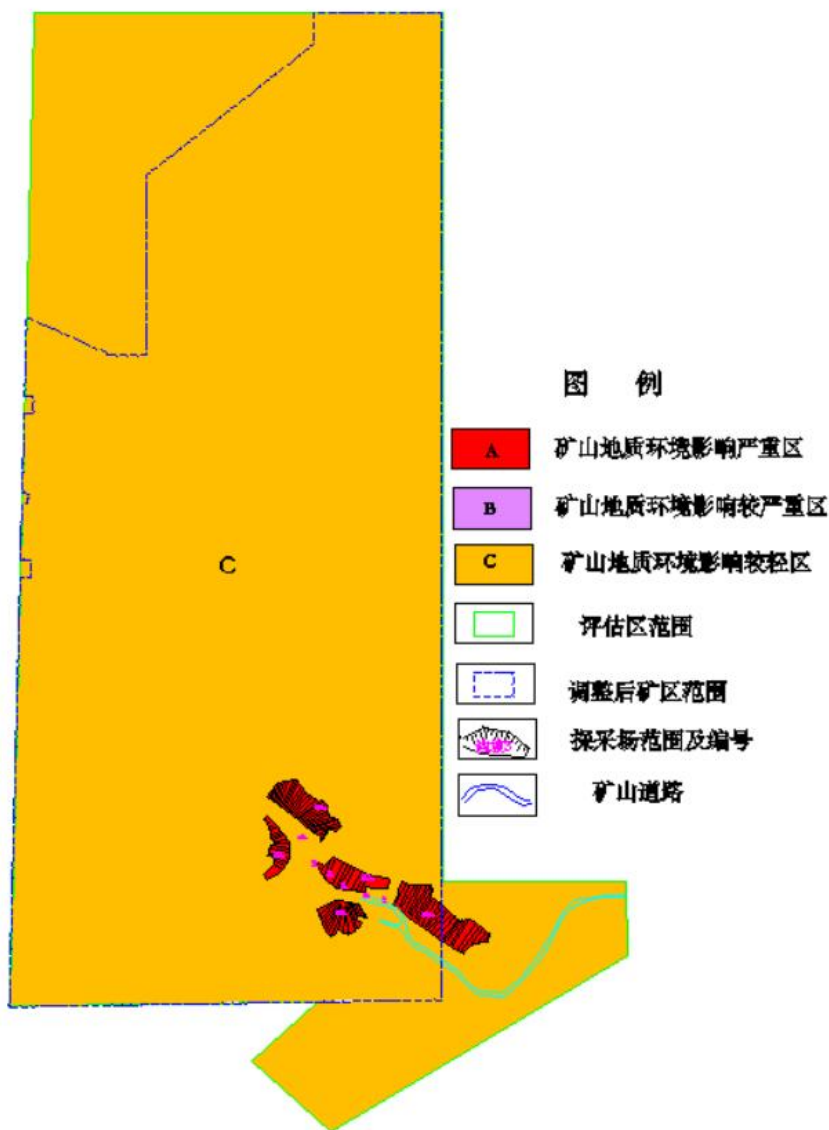 图 例
A 矿山地质环境影响严重区
B 矿山地质环境影响较严重区
C 矿山地质环境影响较轻区
评估区范围
调整后矿区范围
探采场范围及编号
矿山道路
C